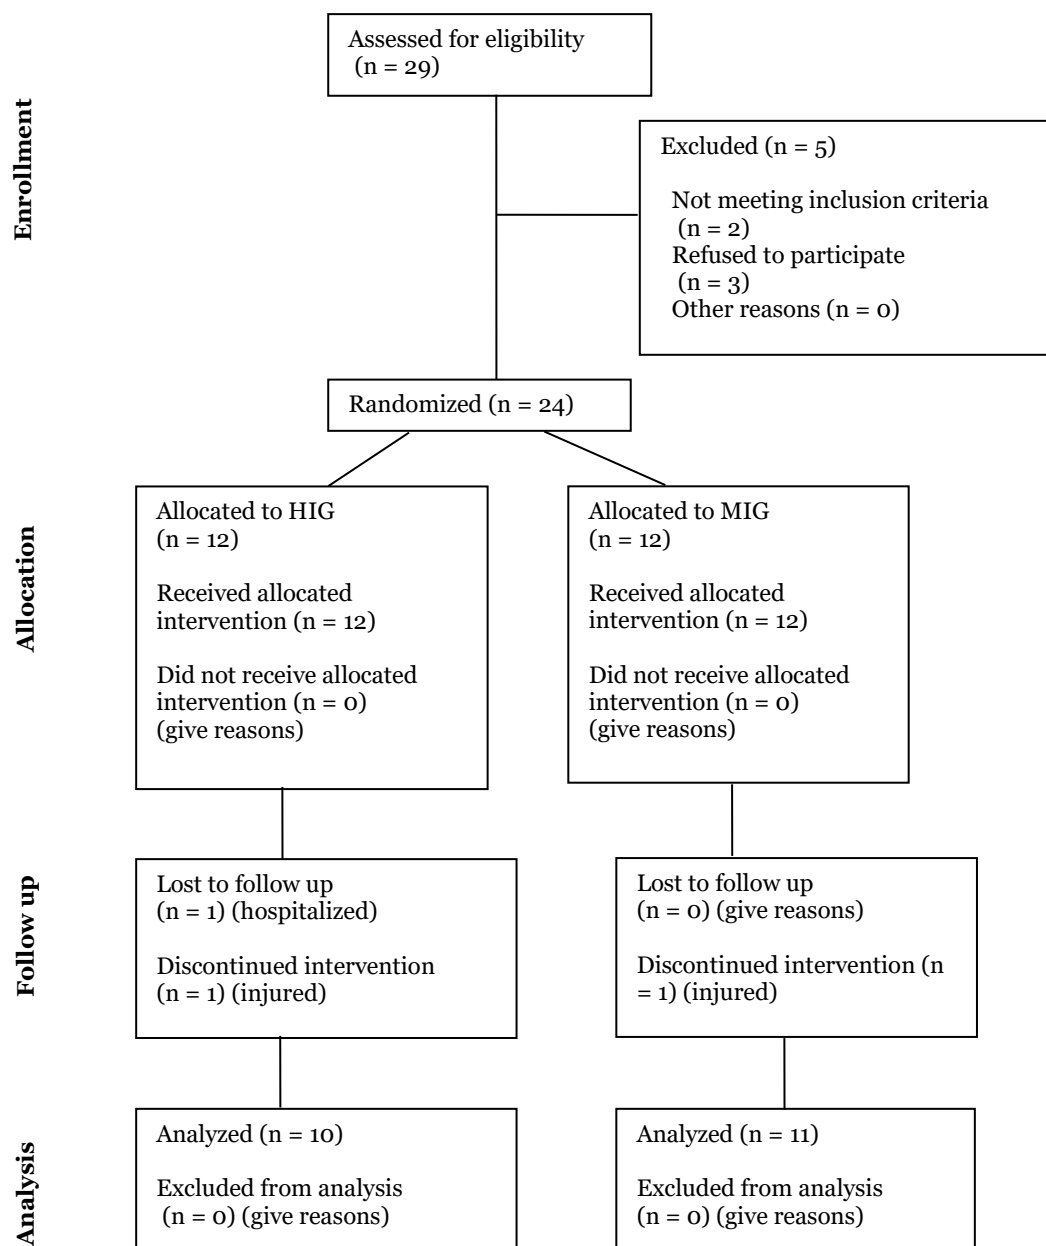 Assessed for eligibility
(n = 29)
Enrollment
Excluded (n = 5)
Not meeting inclusion criteria
(n = 2)
Refused to participate
(n = 3)
Other reasons (n = 0)
Randomized (n = 24)
Allocation
Allocated to HIG
(n = 12)
Received allocated
intervention (n = 12)
Did not receive allocated
intervention (n = 0)
(give reasons)
Allocated to MIG
(n = 12)
Received allocated
intervention (n = 12)
Did not receive allocated
intervention (n = 0)
(give reasons)
Follow up
Lost to follow up
(n = 1) (hospitalized)
Discontinued intervention
(n = 1) (injured)
Lost to follow up
(n = 0) (give reasons)
Discontinued intervention (n
= 1) (injured)
Analysis
Analyzed (n = 10)
Excluded from analysis
(n = 0) (give reasons)
Analyzed (n = 11)
Excluded from analysis
(n = 0) (give reasons)